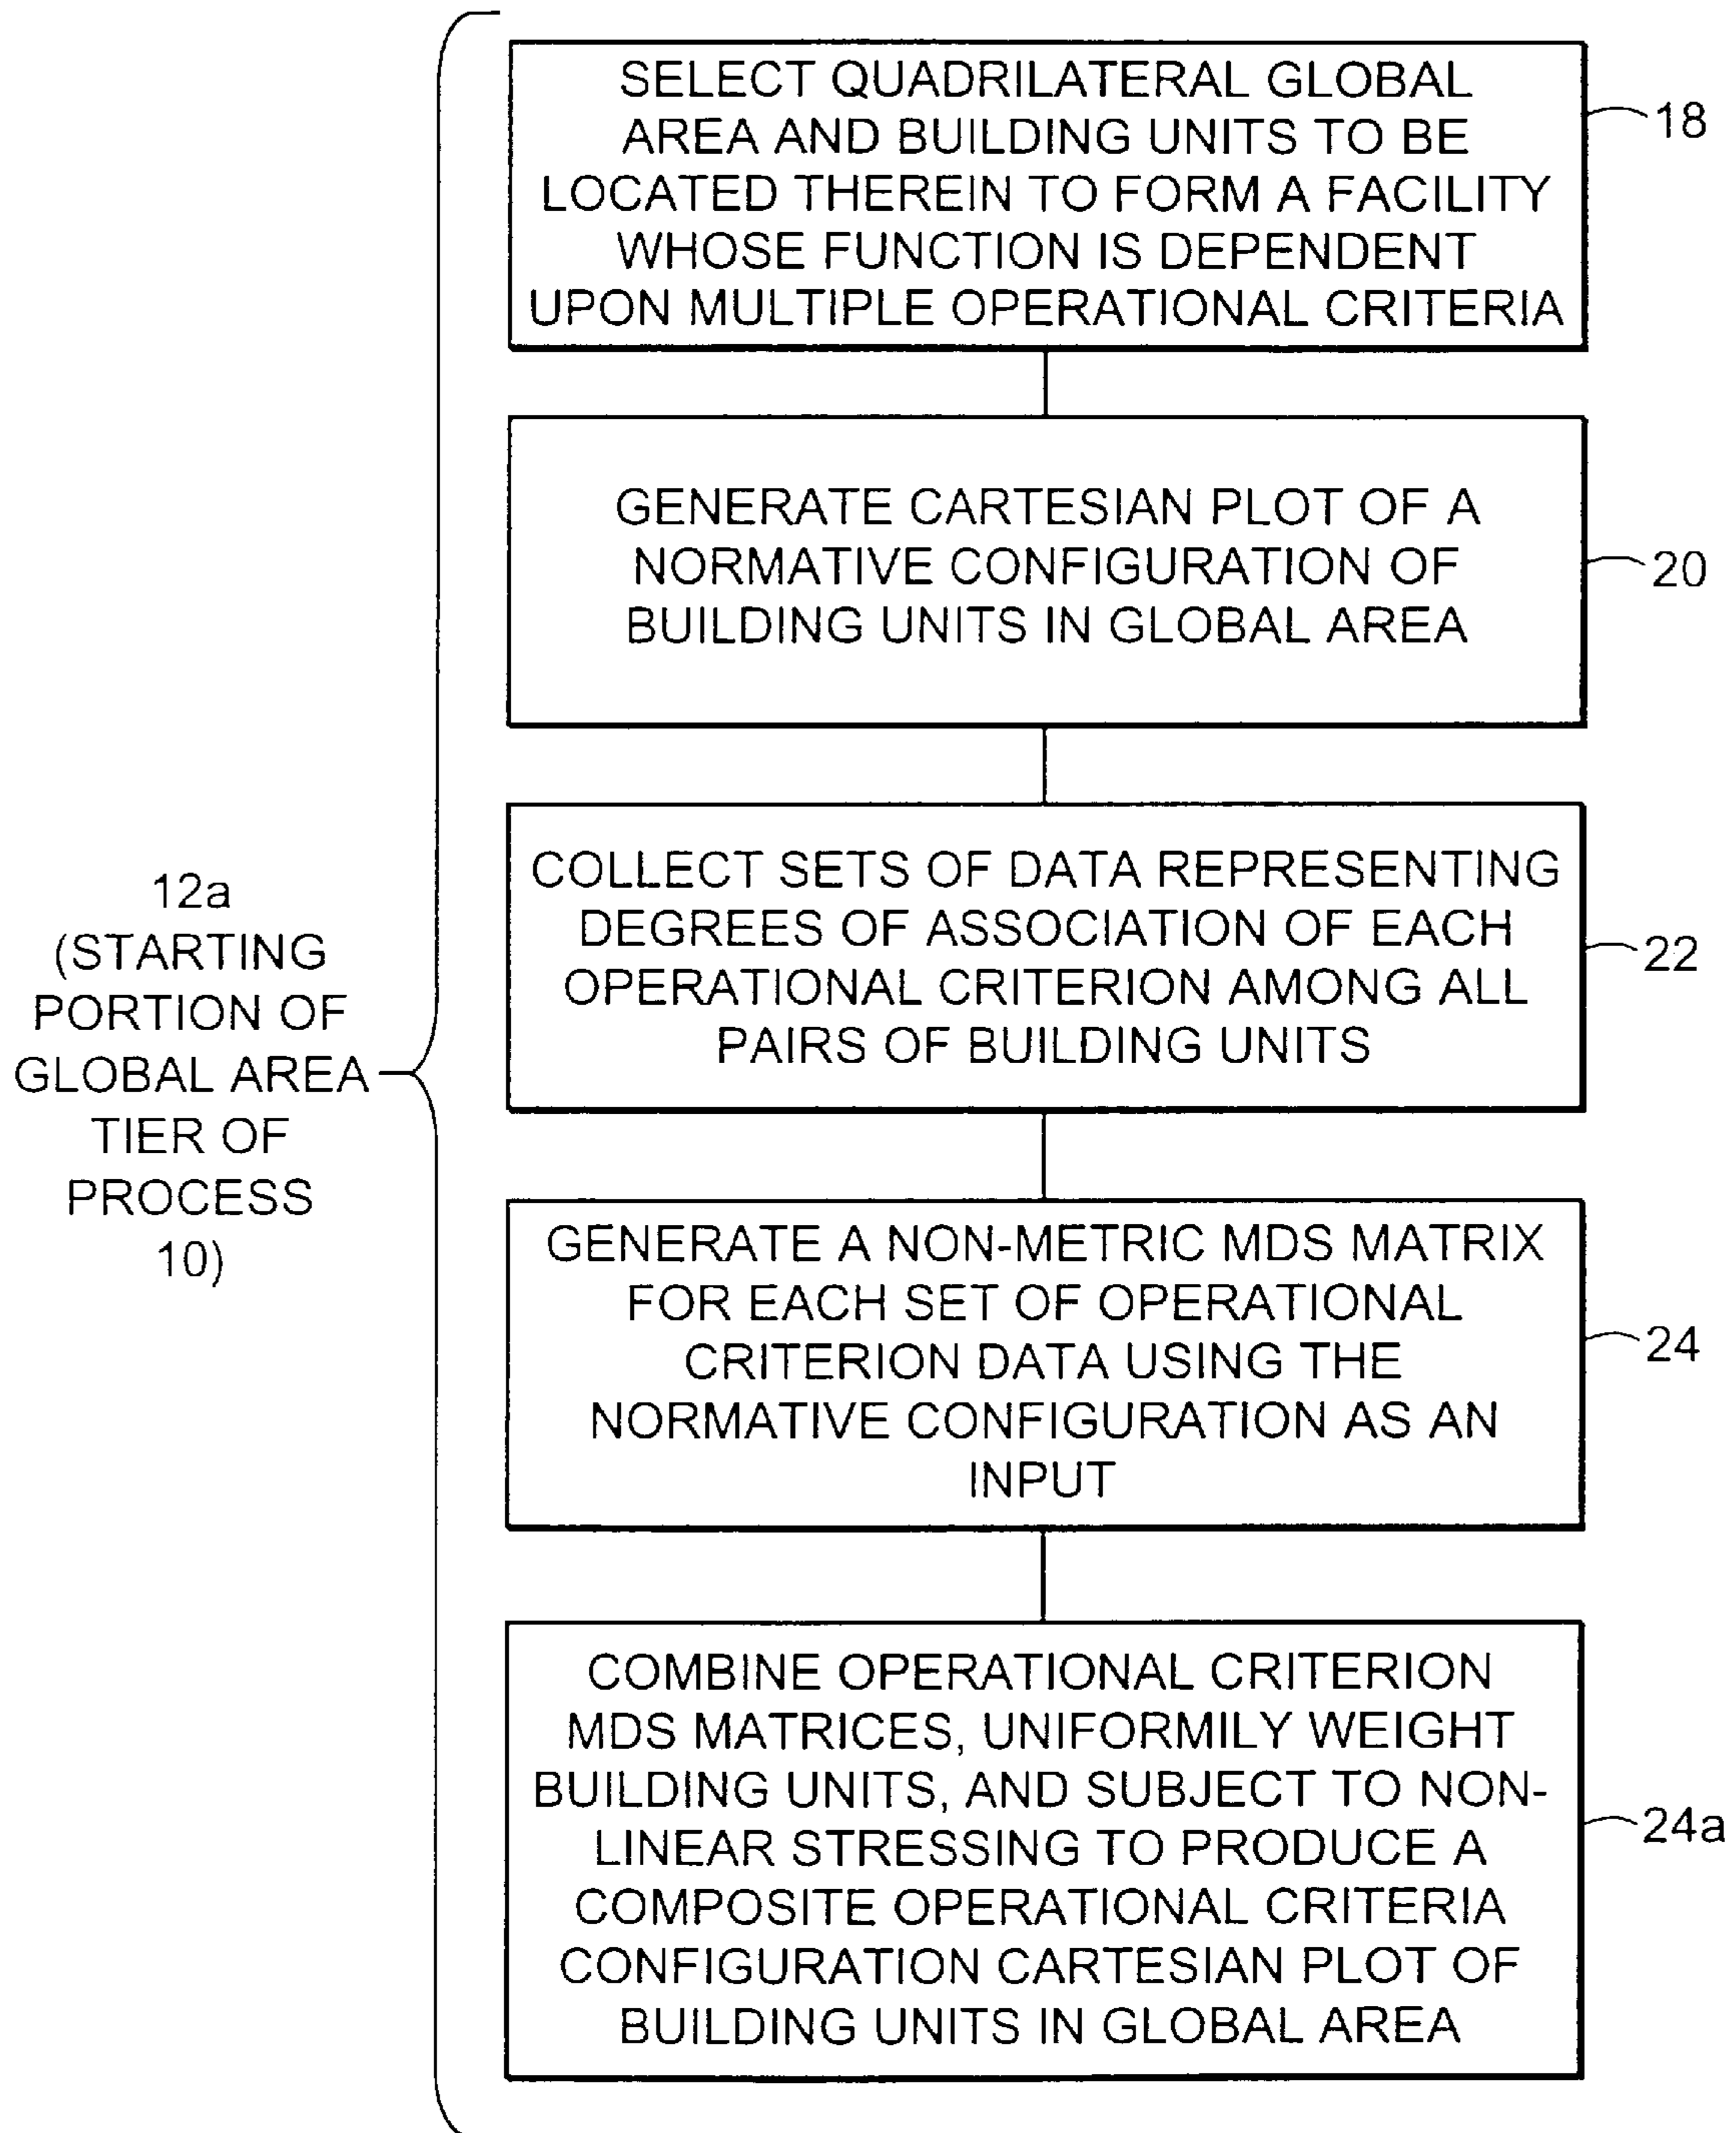 SELECT QUADRILATERAL GLOBAL
AREA AND BUILDING UNITS TO BE
LOCATED THEREIN TO FORM A FACILITY
WHOSE FUNCTION IS DEPENDENT
UPON MULTIPLE OPERATIONAL CRITERIA
18
GENERATE CARTESIAN PLOT OF A
NORMATIVE CONFIGURATION OF
BUILDING UNITS IN GLOBAL AREA
20
COLLECT SETS OF DATA REPRESENTING
DEGREES OF ASSOCIATION OF EACH
OPERATIONAL CRITERION AMONG ALL
PAIRS OF BUILDING UNITS
22
12a
(STARTING
PORTION OF
GLOBAL AREA
TIER OF
PROCESS
10)
GENERATE A NON-METRIC MDS MATRIX
FOR EACH SET OF OPERATIONAL
CRITERION DATA USING THE
NORMATIVE CONFIGURATION AS AN
INPUT
24
COMBINE OPERATIONAL CRITERION
MDS MATRICES, UNIFORMILY WEIGHT
BUILDING UNITS, AND SUBJECT TO NON-
LINEAR STRESSING TO PRODUCE A
COMPOSITE OPERATIONAL CRITERIA
CONFIGURATION CARTESIAN PLOT OF
BUILDING UNITS IN GLOBAL AREA
24a